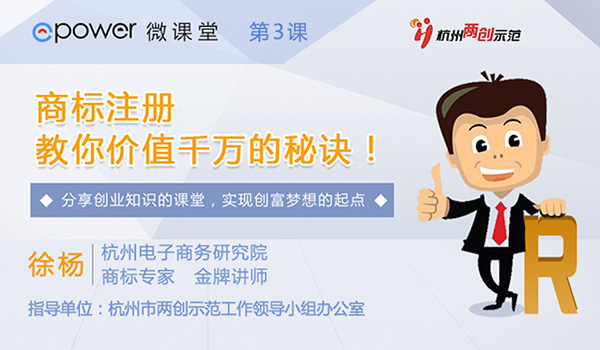 epower 微课堂 第3课
杭州两创示范
商标注册
教你价值千万的秘诀！
◆ 分享创业知识的课堂，实现创富梦想的起点 ◆
徐杨
杭州电子商务研究院
商标专家 金牌讲师
指导单位：杭州市两创示范工作领导小组办公室
R